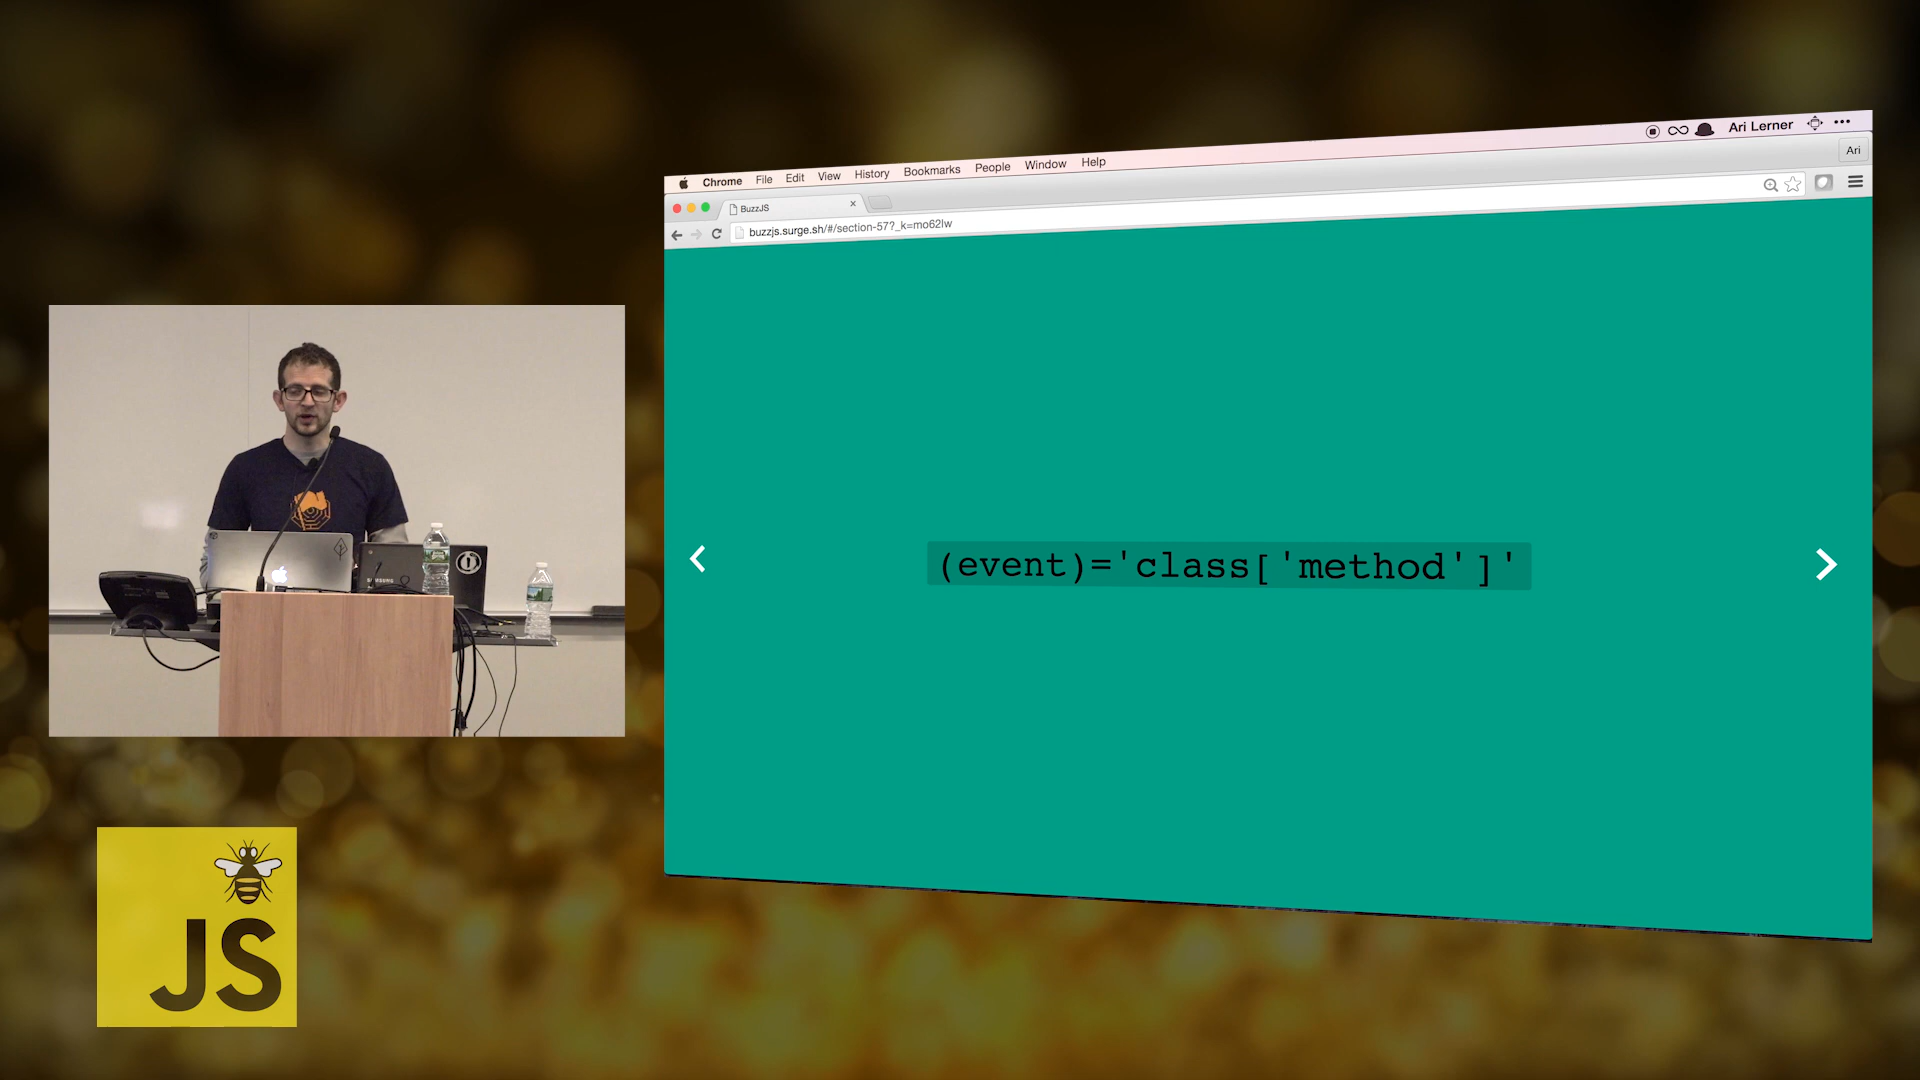 Chrome File Edit View History Bookmarks People Window Help Ari Lerner
BuzzJS
Ari
buzzjs.surge.sh/#/section-57?_k=mo62lw
(event)='class['method']'
SAMSUNG
JS